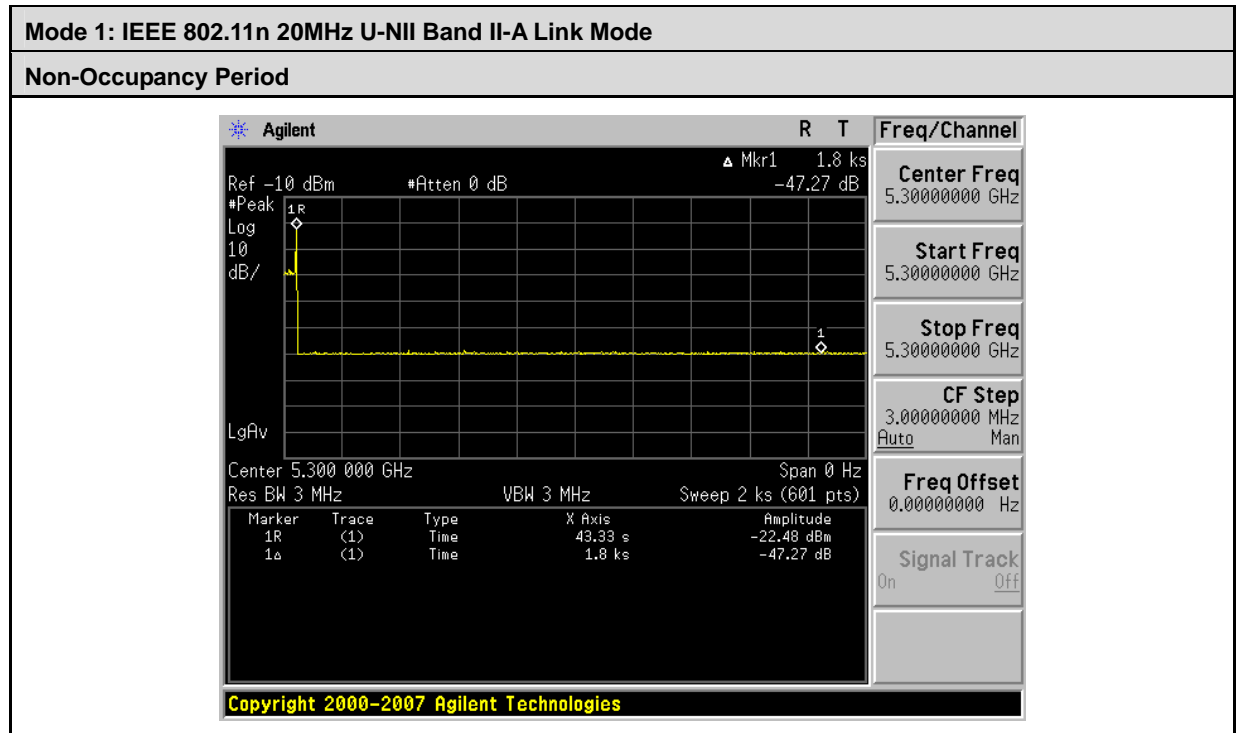 Mode 1: IEEE 802.11n 20MHz U-NII Band II-A Link Mode
Non-Occupancy Period
Agilent R T
Δ Mkr1 1.8 ks
Ref -10 dBm #Atten 0 dB -47.27 dB
#Peak
Log
10
dB/
1R
1
LgAv
Center 5.300 000 GHz Span 0 Hz
Res BW 3 MHz VBW 3 MHz Sweep 2 ks (601 pts)
Marker Trace Type X Axis Amplitude
1R (1) Time 43.33 s -22.48 dBm
1Δ (1) Time 1.8 ks -47.27 dB
Copyright 2000-2007 Agilent Technologies
Freq/Channel
Center Freq
5.30000000 GHz
Start Freq
5.30000000 GHz
Stop Freq
5.30000000 GHz
CF Step
3.00000000 MHz
Auto Man
Freq Offset
0.00000000 Hz
Signal Track
On Off